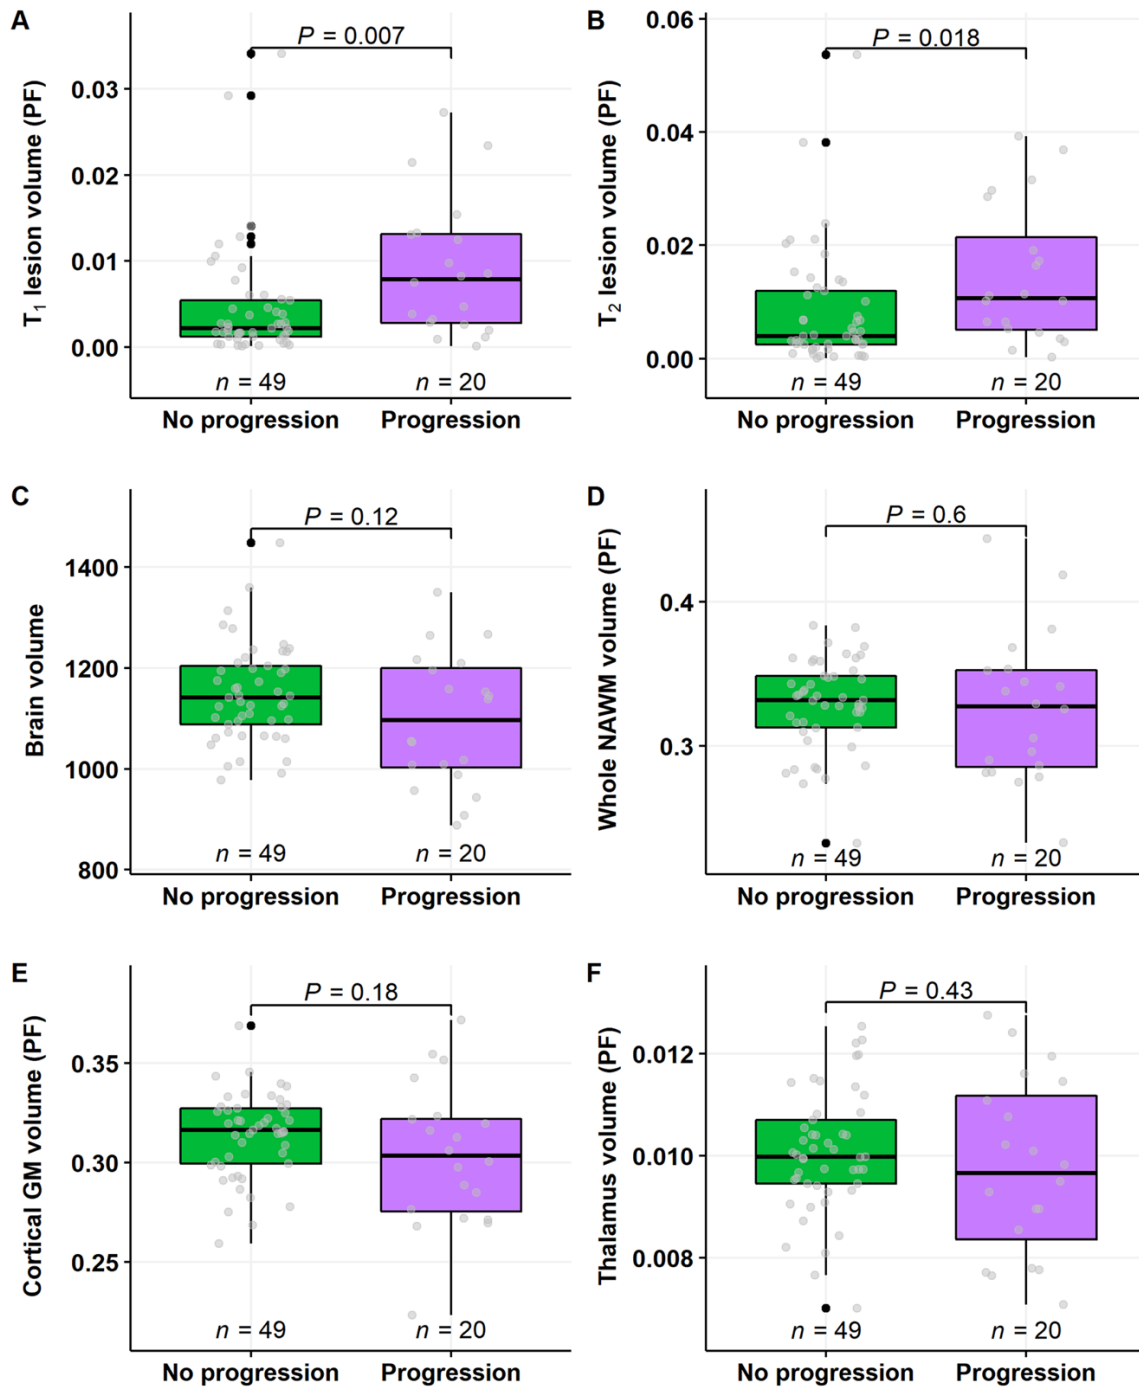 A
P = 0.007
T₁ lesion volume (PF)
0.03
0.02
0.01
0.00
n = 49
n = 20
No progression
Progression
B
P = 0.018
T₂ lesion volume (PF)
0.06
0.04
0.02
0.00
n = 49
n = 20
No progression
Progression
C
P = 0.12
Brain volume
1400
1200
1000
800
n = 49
n = 20
No progression
Progression
D
P = 0.6
Whole NAWM volume (PF)
0.4
0.3
n = 49
n = 20
No progression
Progression
E
P = 0.18
Cortical GM volume (PF)
0.35
0.30
0.25
n = 49
n = 20
No progression
Progression
F
P = 0.43
Thalamus volume (PF)
0.012
0.010
0.008
n = 49
n = 20
No progression
Progression